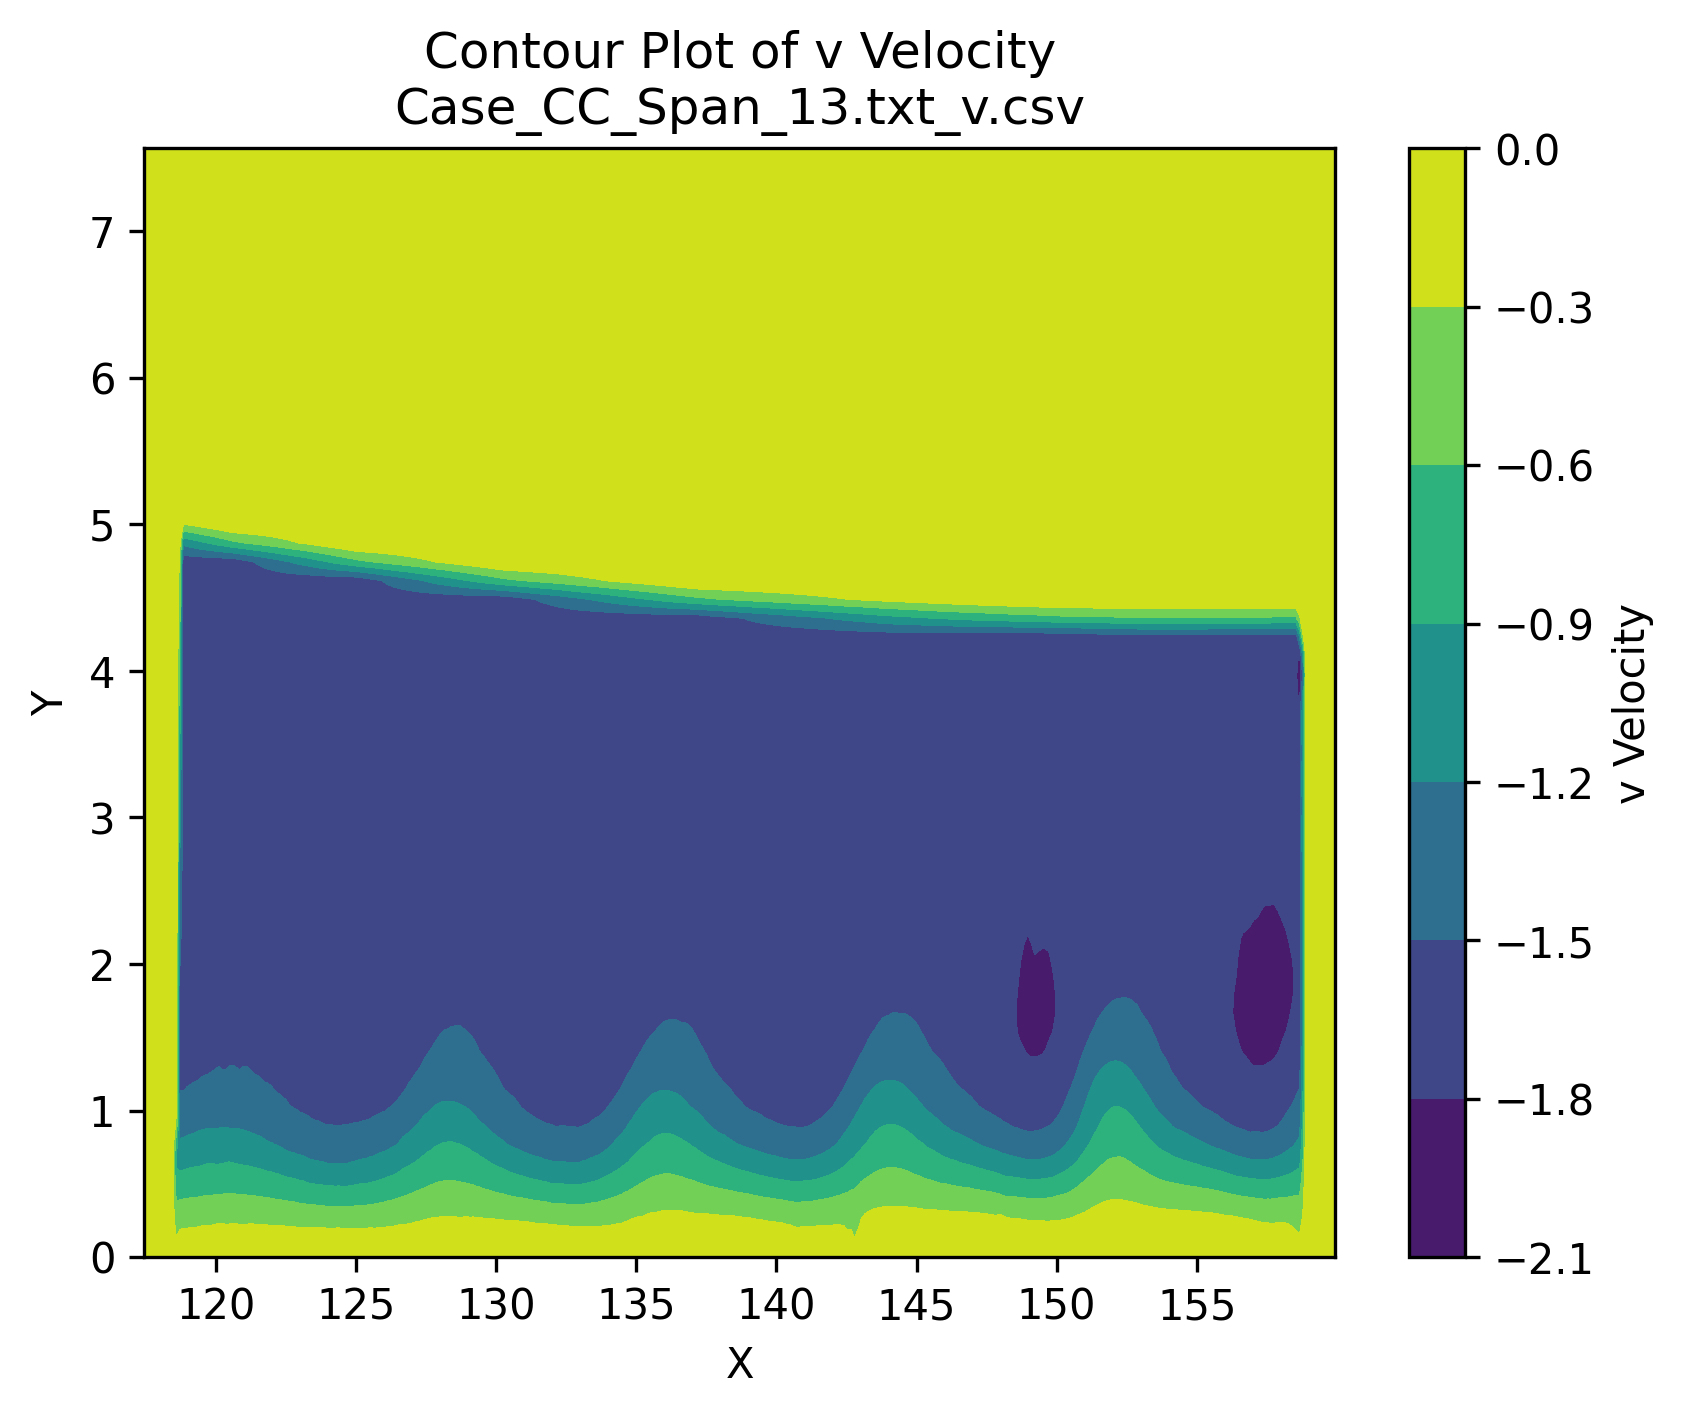 Contour Plot of v Velocity
Case_CC_Span_13.txt_v.csv
7
6
5
4
3
2
1
0
Y
120 125 130 135 140 145 150 155
X
0.0
−0.3
−0.6
−0.9
−1.2
−1.5
−1.8
−2.1
v Velocity